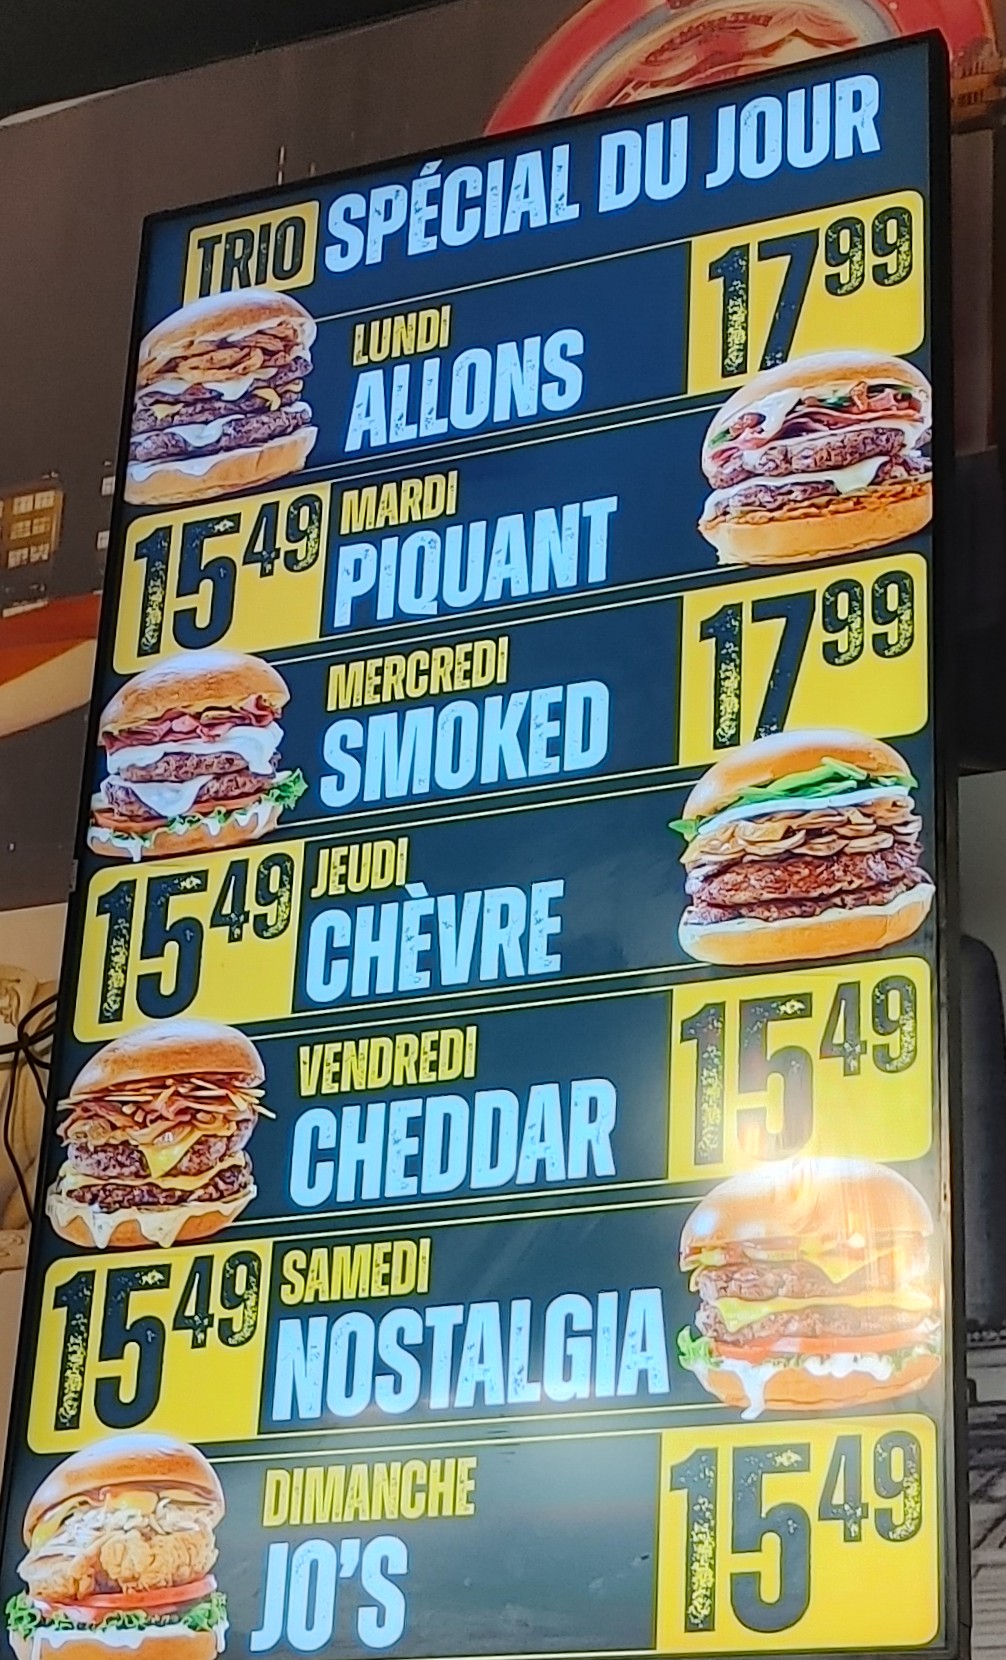 TRIO SPÉCIAL DU JOUR
LUNDI
ALLONS
17 99
MARDI
PIQUANT
15 49
MERCREDI
SMOKED
17 99
JEUDI
CHÈVRE
15 49
VENDREDI
CHEDDAR
15 49
SAMEDI
NOSTALGIA
15 49
DIMANCHE
JO'S
15 49